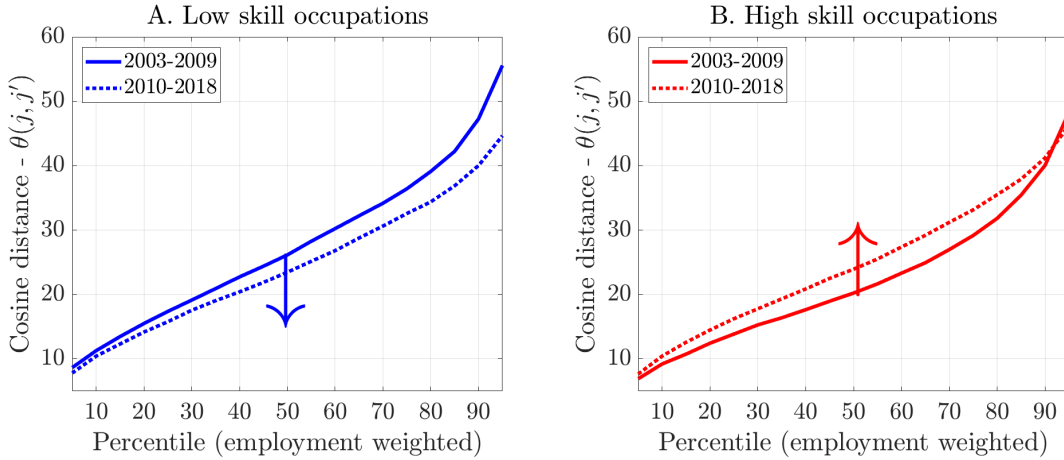 A. Low skill occupations
60
50
40
30
20
10
Cosine distance - θ(j, j′)
2003-2009
2010-2018
10 20 30 40 50 60 70 80 90
Percentile (employment weighted)
B. High skill occupations
60
50
40
30
20
10
Cosine distance - θ(j, j′)
2003-2009
2010-2018
10 20 30 40 50 60 70 80 90
Percentile (employment weighted)